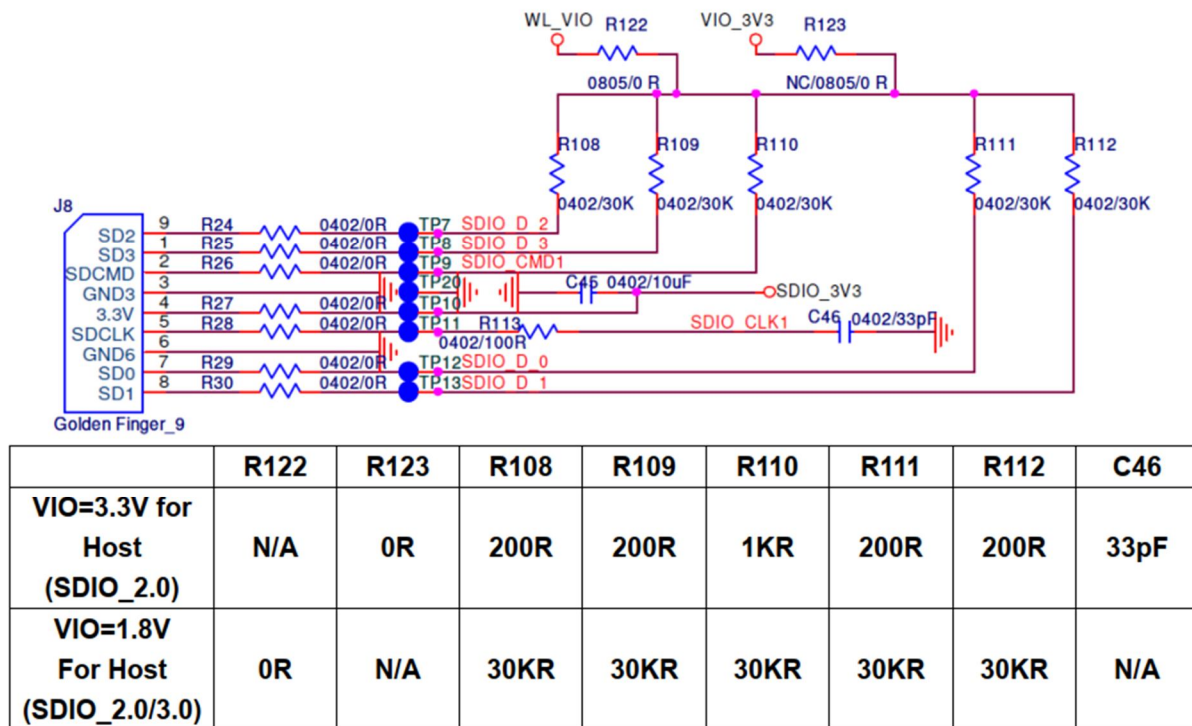 WL_VIO R122 VIO_3V3 R123
0805/0 R NC/0805/0 R
R108 R109 R110 R111 R112
0402/30K 0402/30K 0402/30K 0402/30K 0402/30K
J8
SD2 9 R24 0402/0R TP7 SDIO_D_2
SD3 1 R25 0402/0R TP8 SDIO_D_3
SDCMD 2 R26 0402/0R TP9 SDIO_CMD1
GND3 3 TP20 C45 0402/10uF SDIO_3V3
3.3V 4 R27 0402/0R TP10
SDCLK 5 R28 0402/0R TP11 R113 0402/100R SDIO_CLK1 C46 0402/33pF
GND6 6
SD0 7 R29 0402/0R TP12 SDIO_D_0
SD1 8 R30 0402/0R TP13 SDIO_D_1
Golden Finger_9
R122 R123 R108 R109 R110 R111 R112 C46
VIO=3.3V for
Host
(SDIO_2.0)
N/A 0R 200R 200R 1KR 200R 200R 33pF
VIO=1.8V
For Host
(SDIO_2.0/3.0)
0R N/A 30KR 30KR 30KR 30KR 30KR N/A